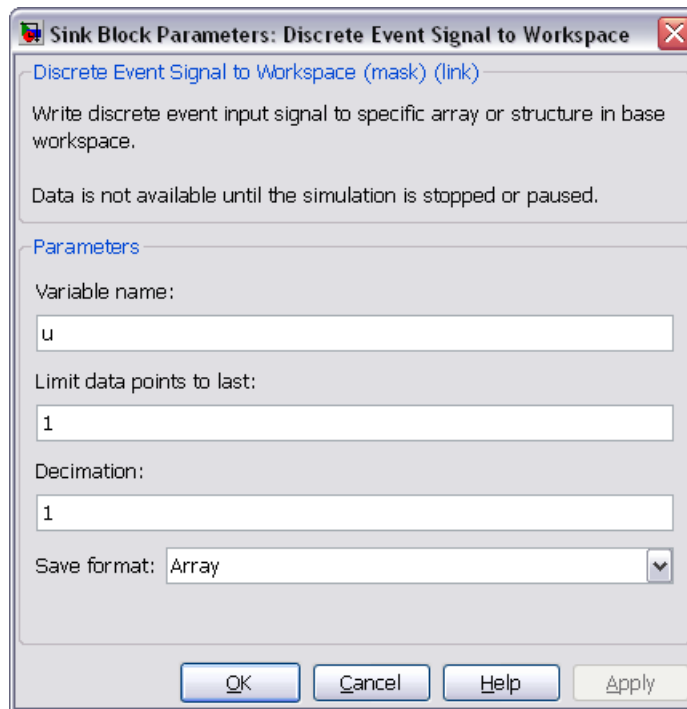 Sink Block Parameters: Discrete Event Signal to Workspace
Discrete Event Signal to Workspace (mask) (link)
Write discrete event input signal to specific array or structure in base
workspace.
Data is not available until the simulation is stopped or paused.
Parameters
Variable name:
u
Limit data points to last:
1
Decimation:
1
Save format: Array
OK Cancel Help Apply